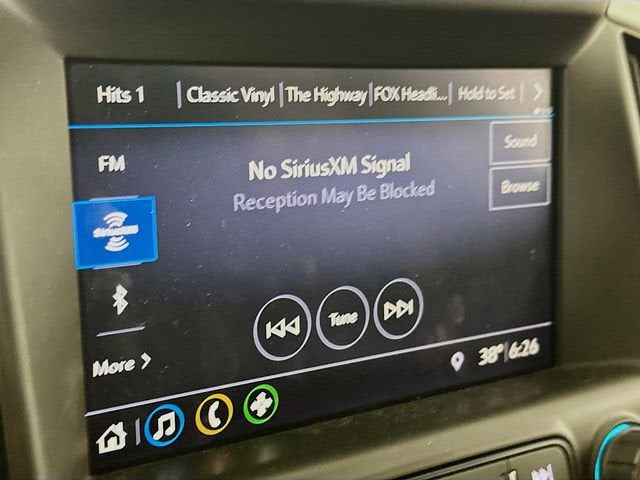 Hits 1 | Classic Vinyl | The Highway | FOX Headli... | Hold to Set |
FM
No SiriusXM Signal
Sound
Reception May Be Blocked
Browse
SiriusXM
Tune
More
38° 6:26